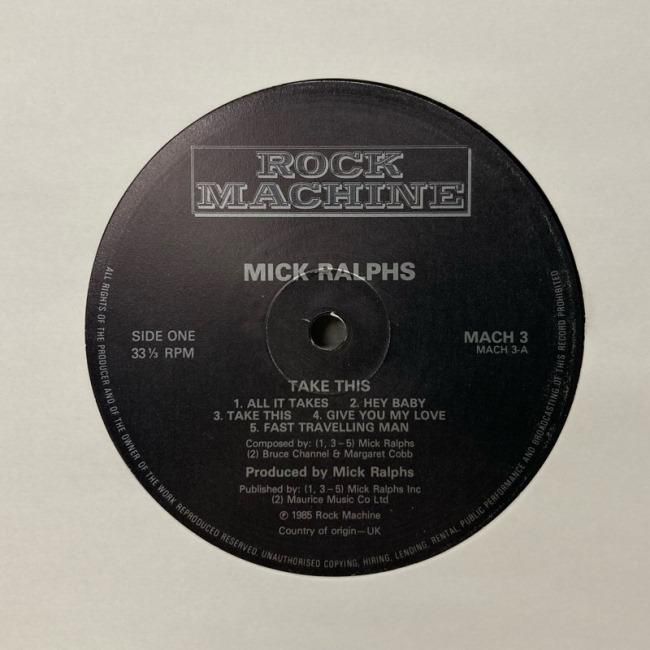 ROCK
MACHINE
MICK RALPHS
SIDE ONE
33⅓ RPM
MACH 3
MACH 3-A
TAKE THIS
1. ALL IT TAKES 2. HEY BABY
3. TAKE THIS 4. GIVE YOU MY LOVE
5. FAST TRAVELLING MAN
Composed by: (1, 3–5) Mick Ralphs
(2) Bruce Channel & Margaret Cobb
Produced by Mick Ralphs
Published by: (1, 3–5) Mick Ralphs Inc
(2) Maurice Music Co Ltd
℗ 1985 Rock Machine
Country of origin—UK
ALL RIGHTS OF THE PRODUCER AND OF THE OWNER OF THE WORK REPRODUCED RESERVED. UNAUTHORISED COPYING, HIRING, LENDING, RENTAL, PUBLIC PERFORMANCE AND BROADCASTING OF THIS RECORD PROHIBITED